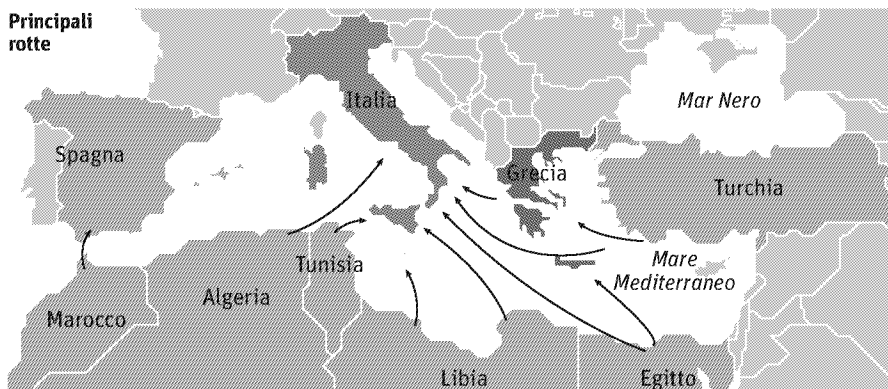 Principali
rotte
Italia
Mar Nero
Spagna
Grecia
Turchia
Tunisia
Mare
Mediterraneo
Algeria
Marocco
Libia
Egitto